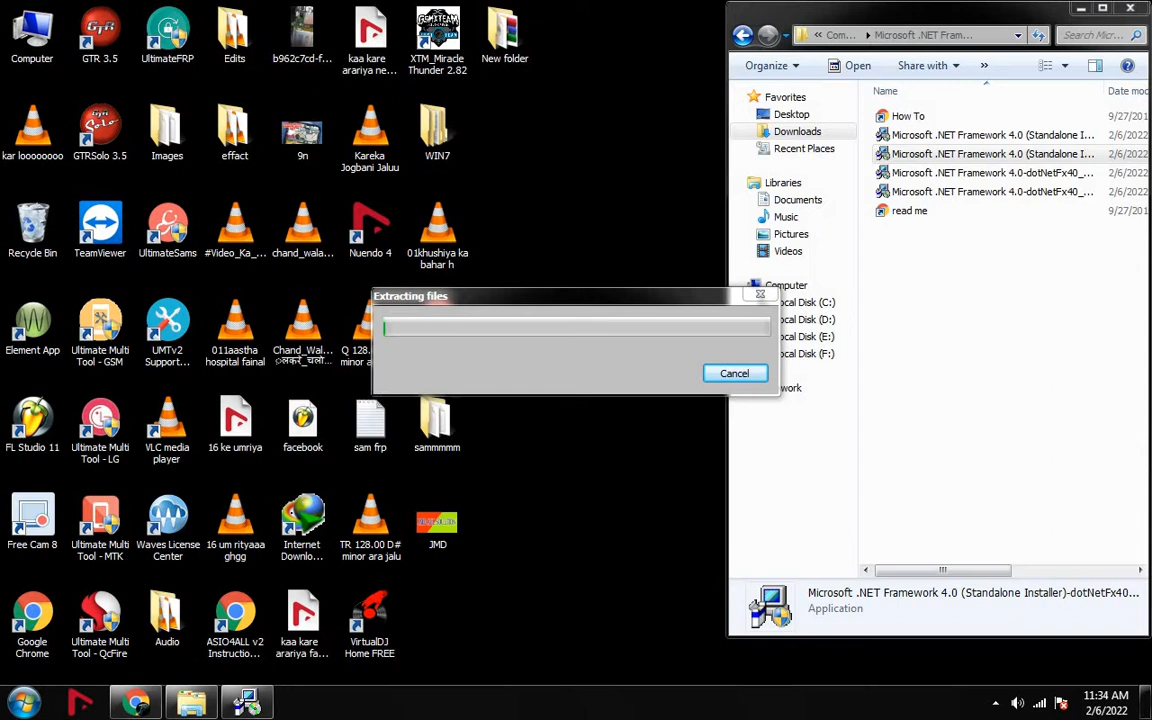 Computer
GTR 3.5
UltimateFRP
Edits
b962c7cd-f...
kaa kare
arariya ne...
XTM_Miracle
Thunder 2.82
New folder
kar loooooooo
GTRSolo 3.5
Images
effact
9n
Kareka
Jogbani Jaluu
WIN7
Recycle Bin
TeamViewer
UltimateSams
#Video_Ka_...
chand_wala...
Nuendo 4
01khushiya ka
bahar h
Element App
Ultimate Multi
Tool - GSM
UMTv2
Support...
011aastha
hospital fainal
Chand_Wal...
Q 128.
minor
FL Studio 11
Ultimate Multi
Tool - LG
VLC media
player
16 ke umriya
facebook
sam frp
sammmmm
Free Cam 8
Ultimate Multi
Tool - MTK
Waves License
Center
16 um rityaaa
ghgg
Internet
Downlo...
TR 128.00 D#
minor ara jalu
JMD
Google
Chrome
Ultimate Multi
Tool - QcFire
Audio
ASIO4ALL v2
Instructio...
kaa kare
arariya fa...
VirtualDJ
Home FREE
Extracting files
Cancel
« Com... Microsoft .NET Fram...
Search Micr...
Organize
Open
Share with
»
Name
Date mod
Favorites
Desktop
Downloads
Recent Places
Libraries
Documents
Music
Pictures
Videos
Computer
ocal Disk (C:)
ocal Disk (D:)
ocal Disk (E:)
ocal Disk (F:)
work
How To 9/27/201
Microsoft .NET Framework 4.0 (Standalone I... 2/6/2022
Microsoft .NET Framework 4.0 (Standalone I... 2/6/2022
Microsoft .NET Framework 4.0-dotNetFx40_... 2/6/2022
Microsoft .NET Framework 4.0-dotNetFx40_... 2/6/2022
read me 9/27/201
Microsoft .NET Framework 4.0 (Standalone Installer)-dotNetFx40...
Application
11:34 AM
2/6/2022